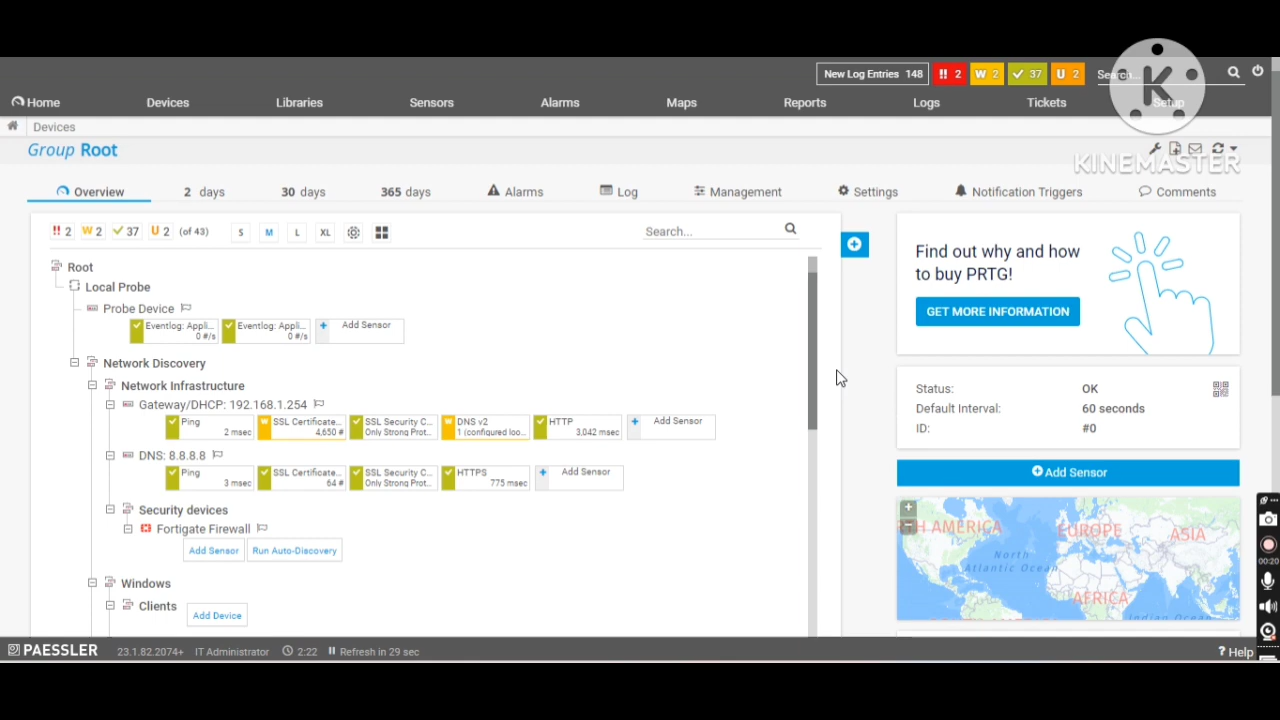 New Log Entries 148 !! 2 W 2 37 U 2 Search...
Home Devices Libraries Sensors Alarms Maps Reports Logs Tickets Setup
K
KINEMASTER
Devices
Group Root
Overview 2 days 30 days 365 days Alarms Log Management Settings Notification Triggers Comments
!! 2 W 2 37 U 2 (of 43) S M L XL Search...
Root
Local Probe
Probe Device
Eventlog: Appli... 0 #/s
Eventlog: Appli... 0 #/s
Add Sensor
Network Discovery
Network Infrastructure
Gateway/DHCP: 192.168.1.254
Ping 2 msec
W SSL Certificate... 4,650 #
SSL Security C... Only Strong Prot...
W DNS v2 1 (configured loo...
HTTP 3,042 msec
Add Sensor
DNS: 8.8.8.8
Ping 3 msec
SSL Certificate... 64 #
SSL Security C... Only Strong Prot...
HTTPS 775 msec
Add Sensor
Security devices
Fortigate Firewall
Add Sensor Run Auto-Discovery
Windows
Clients Add Device
Find out why and how
to buy PRTG!
GET MORE INFORMATION
Status: OK
Default Interval: 60 seconds
ID: #0
Add Sensor
TH AMERICA EUROPE ASIA
North
Atlantic Ocean
AFRICA
Indian Ocean
00:20
PAESSLER 23.1.82.2074+ IT Administrator 2:22 Refresh in 29 sec ? Help